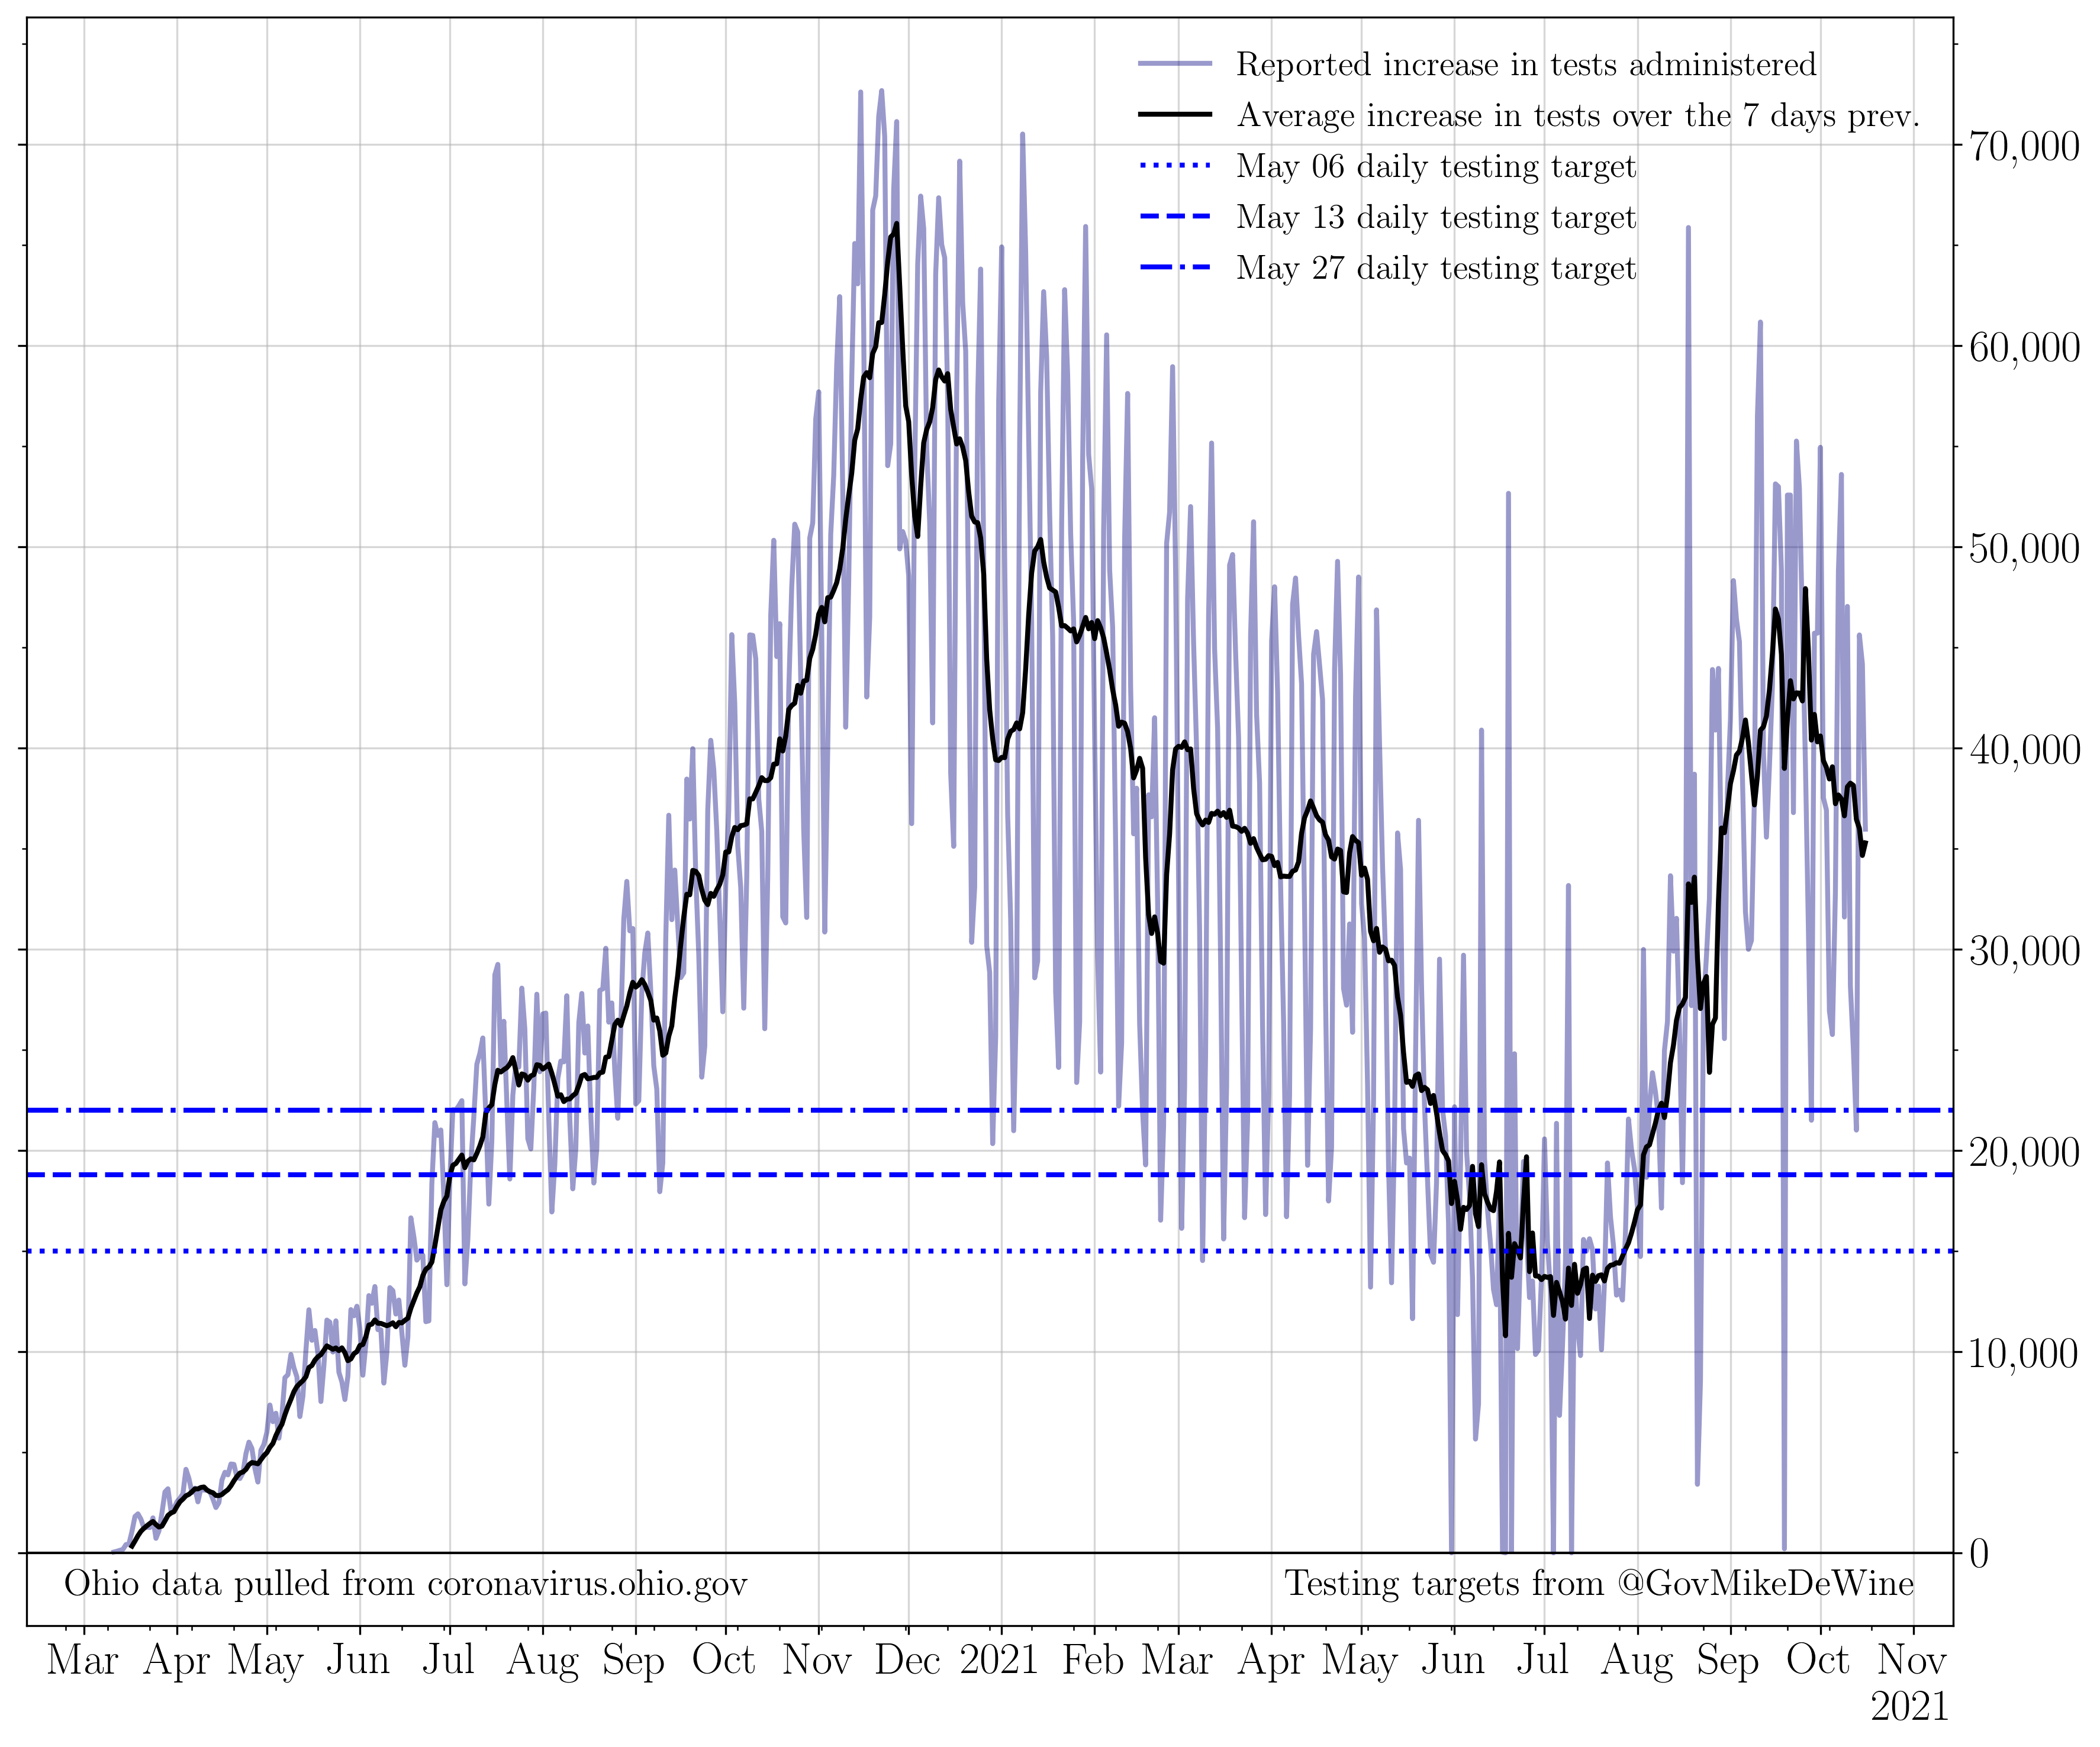 Reported increase in tests administered
Average increase in tests over the 7 days prev.
May 06 daily testing target
May 13 daily testing target
May 27 daily testing target
70,000
60,000
50,000
40,000
30,000
20,000
10,000
0
Ohio data pulled from coronavirus.ohio.gov
Testing targets from @GovMikeDeWine
Mar Apr May Jun Jul Aug Sep Oct Nov Dec 2021 Feb Mar Apr May Jun Jul Aug Sep Oct Nov
2021